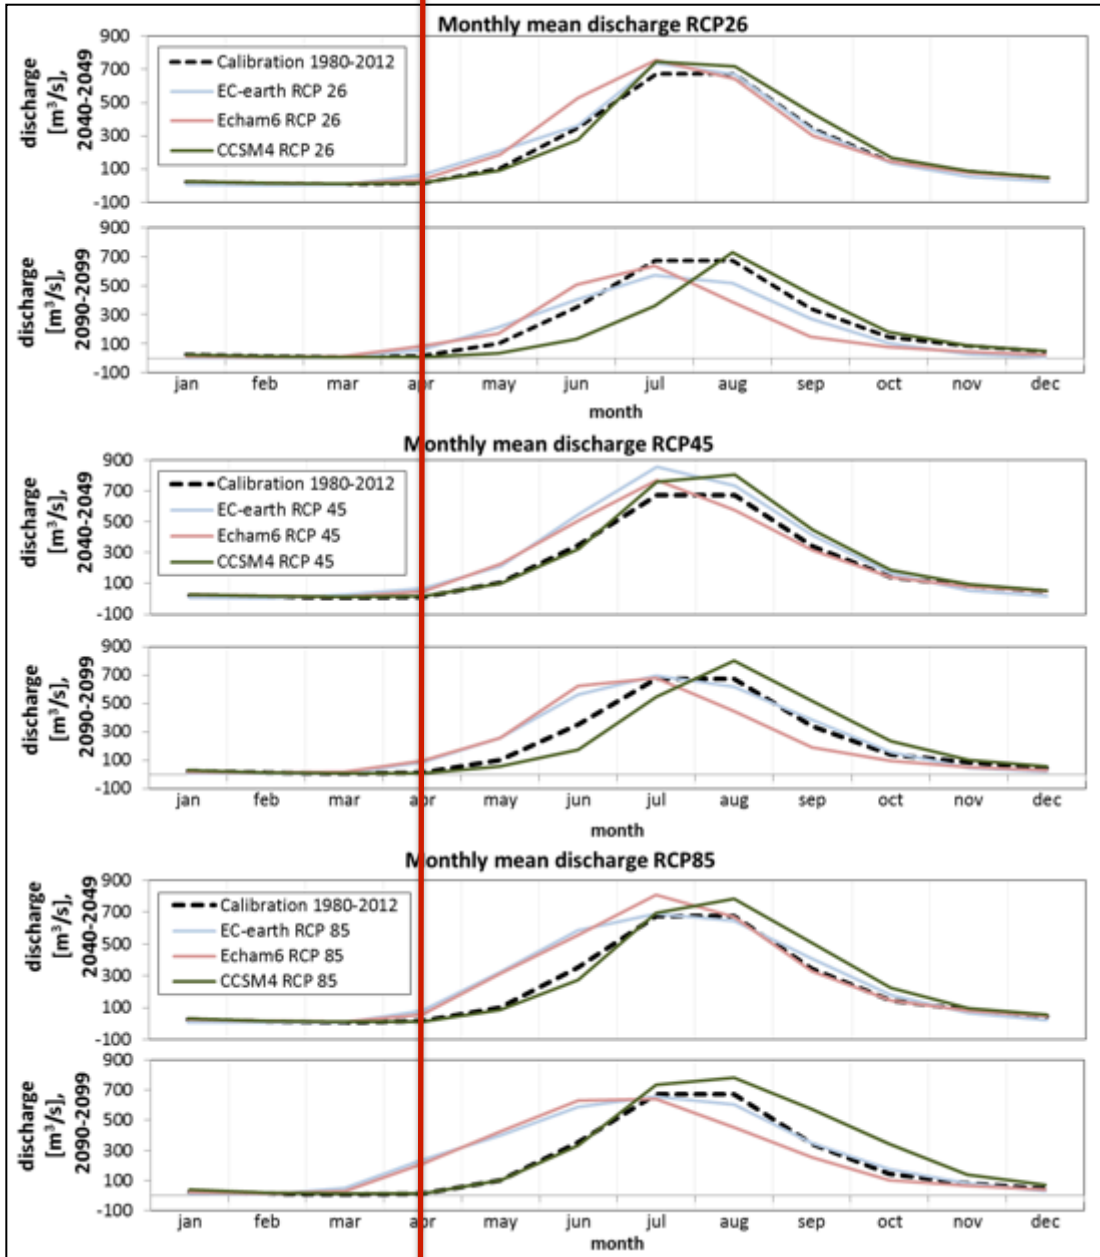 Monthly mean discharge RCP26
discharge
[m³/s],
2040-2049
900
700
500
300
100
-100
Calibration 1980-2012
EC-earth RCP 26
Echam6 RCP 26
CCSM4 RCP 26
discharge
[m³/s],
2090-2099
900
700
500
300
100
-100
jan feb mar apr may jun jul aug sep oct nov dec
month
Monthly mean discharge RCP45
discharge
[m³/s],
2040-2049
900
700
500
300
100
-100
Calibration 1980-2012
EC-earth RCP 45
Echam6 RCP 45
CCSM4 RCP 45
discharge
[m³/s],
2090-2099
900
700
500
300
100
-100
jan feb mar apr may jun jul aug sep oct nov dec
month
Monthly mean discharge RCP85
discharge
[m³/s],
2040-2049
900
700
500
300
100
-100
Calibration 1980-2012
EC-earth RCP 85
Echam6 RCP 85
CCSM4 RCP 85
discharge
[m³/s],
2090-2099
900
700
500
300
100
-100
jan feb mar apr may jun jul aug sep oct nov dec
month